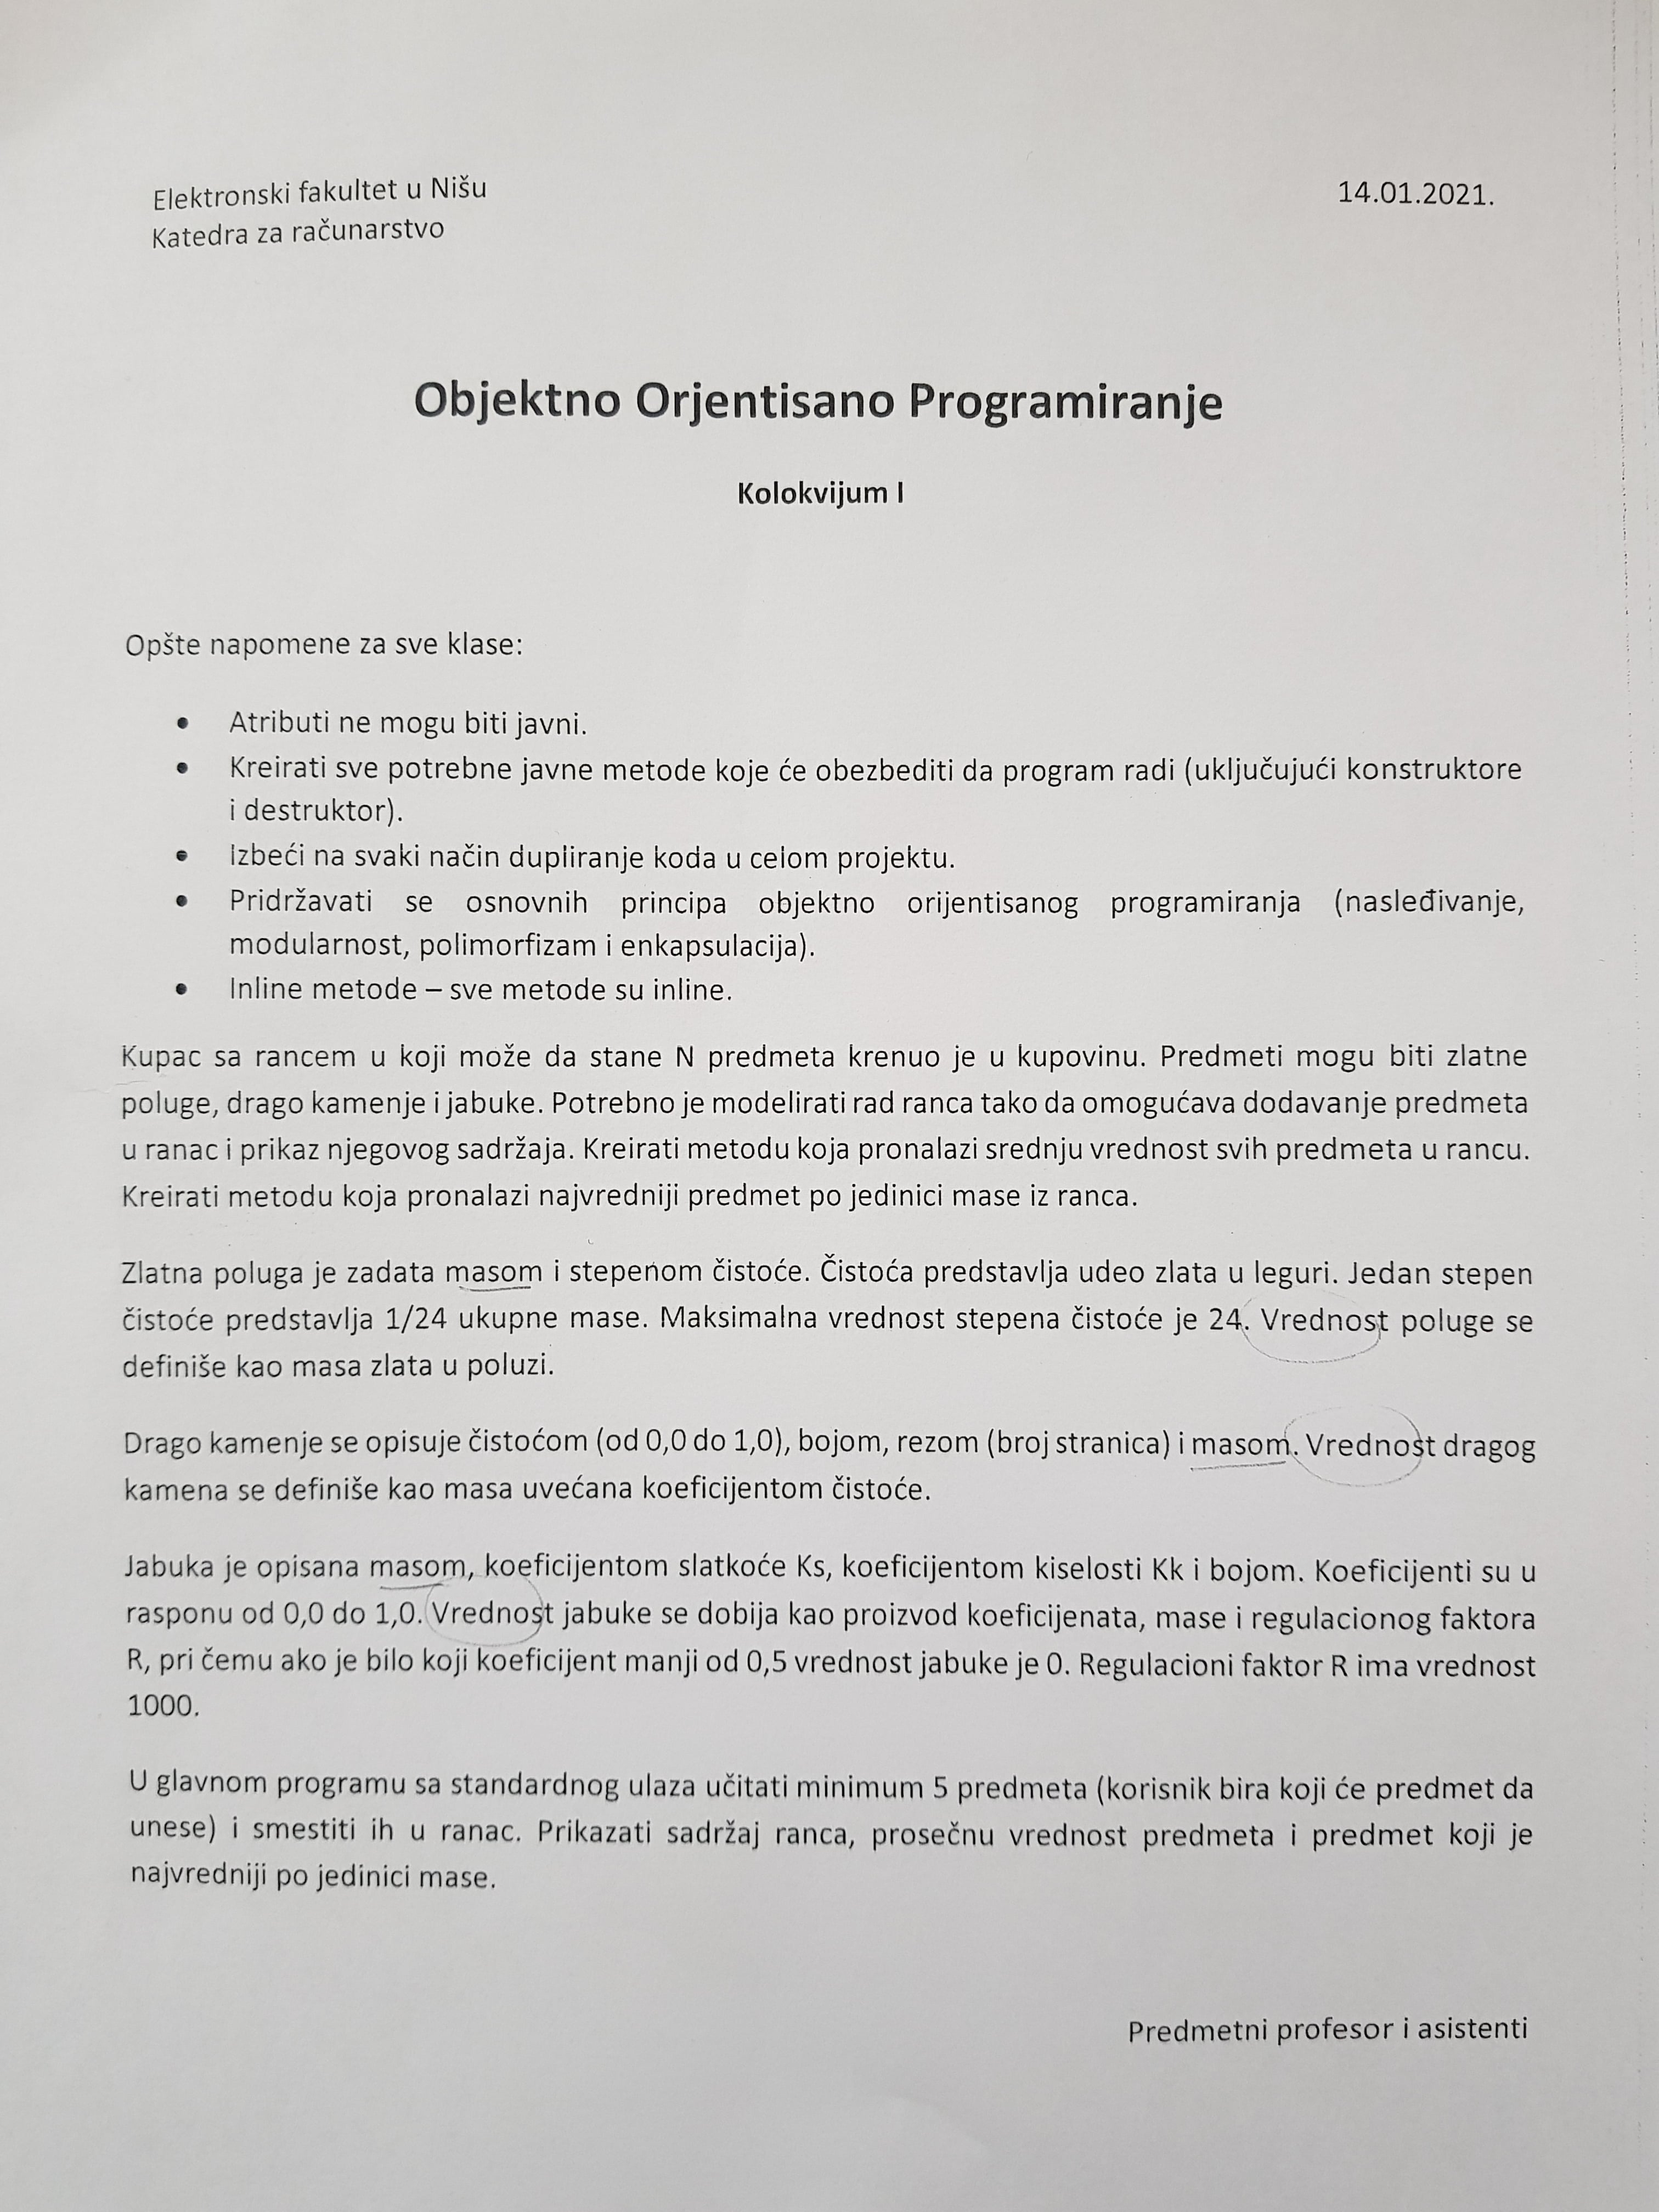 Elektronski fakultet u Nišu
14.01.2021.
Katedra za računarstvo
Objektno Orjentisano Programiranje
Kolokvijum I
Opšte napomene za sve klase:
• Atributi ne mogu biti javni.
• Kreirati sve potrebne javne metode koje će obezbediti da program radi (uključujući konstruktore
i destruktor).
• Izbeći na svaki način dupliranje koda u celom projektu.
• Pridržavati se osnovnih principa objektno orijentisanog programiranja (nasleđivanje,
modularnost, polimorfizam i enkapsulacija).
• Inline metode – sve metode su inline.
Kupac sa rancem u koji može da stane N predmeta krenuo je u kupovinu. Predmeti mogu biti zlatne
poluge, drago kamenje i jabuke. Potrebno je modelirati rad ranca tako da omogućava dodavanje predmeta
u ranac i prikaz njegovog sadržaja. Kreirati metodu koja pronalazi srednju vrednost svih predmeta u rancu.
Kreirati metodu koja pronalazi najvredniji predmet po jedinici mase iz ranca.
Zlatna poluga je zadata masom i stepenom čistoće. Čistoća predstavlja udeo zlata u leguri. Jedan stepen
čistoće predstavlja 1/24 ukupne mase. Maksimalna vrednost stepena čistoće je 24. Vrednost poluge se
definiše kao masa zlata u poluzi.
Drago kamenje se opisuje čistoćom (od 0,0 do 1,0), bojom, rezom (broj stranica) i masom. Vrednost dragog
kamena se definiše kao masa uvećana koeficijentom čistoće.
Jabuka je opisana masom, koeficijentom slatkoće Ks, koeficijentom kiselosti Kk i bojom. Koeficijenti su u
rasponu od 0,0 do 1,0. Vrednost jabuke se dobija kao proizvod koeficijenata, mase i regulacionog faktora
R, pri čemu ako je bilo koji koeficijent manji od 0,5 vrednost jabuke je 0. Regulacioni faktor R ima vrednost
1000.
U glavnom programu sa standardnog ulaza učitati minimum 5 predmeta (korisnik bira koji će predmet da
unese) i smestiti ih u ranac. Prikazati sadržaj ranca, prosečnu vrednost predmeta i predmet koji je
najvredniji po jedinici mase.
Predmetni profesor i asistenti